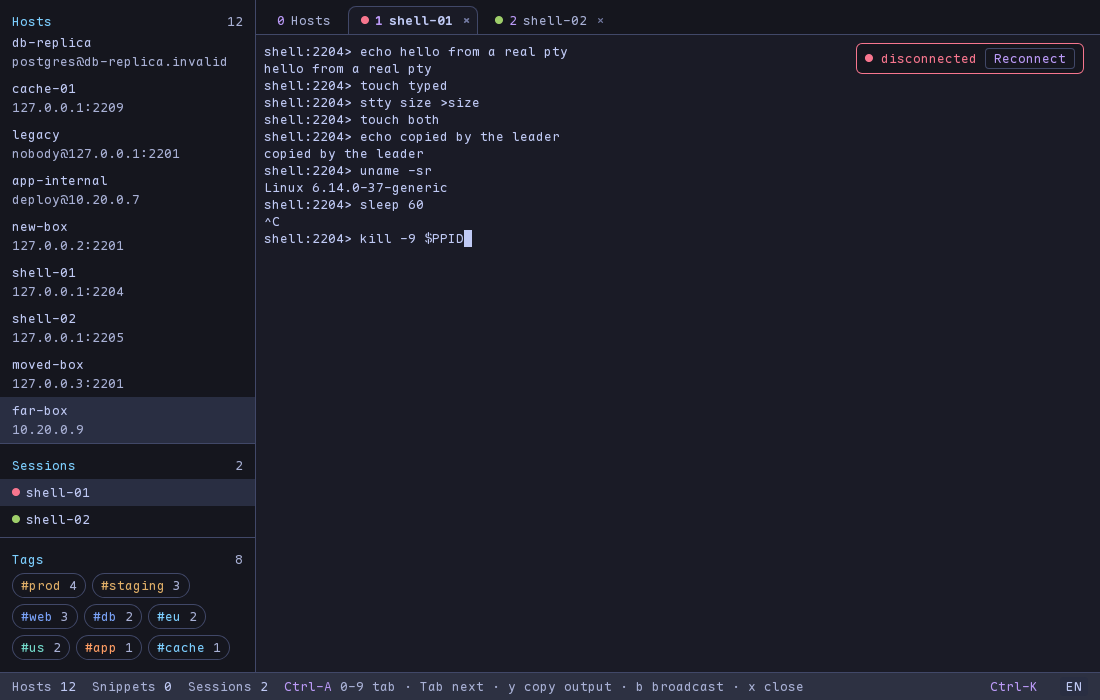 Hosts 12
db-replica
postgres@db-replica.invalid
cache-01
127.0.0.1:2209
legacy
nobody@127.0.0.1:2201
app-internal
deploy@10.20.0.7
new-box
127.0.0.2:2201
shell-01
127.0.0.1:2204
shell-02
127.0.0.1:2205
moved-box
127.0.0.3:2201
far-box
10.20.0.9
Sessions 2
shell-01
shell-02
Tags 8
#prod 4 #staging 3
#web 3 #db 2 #eu 2
#us 2 #app 1 #cache 1
0 Hosts 1 shell-01 × 2 shell-02 ×
disconnected Reconnect
shell:2204> echo hello from a real pty
hello from a real pty
shell:2204> touch typed
shell:2204> stty size >size
shell:2204> touch both
shell:2204> echo copied by the leader
copied by the leader
shell:2204> uname -sr
Linux 6.14.0-37-generic
shell:2204> sleep 60
^C
shell:2204> kill -9 $PPID
Hosts 12 Snippets 0 Sessions 2 Ctrl-A 0-9 tab · Tab next · y copy output · b broadcast · x close Ctrl-K EN